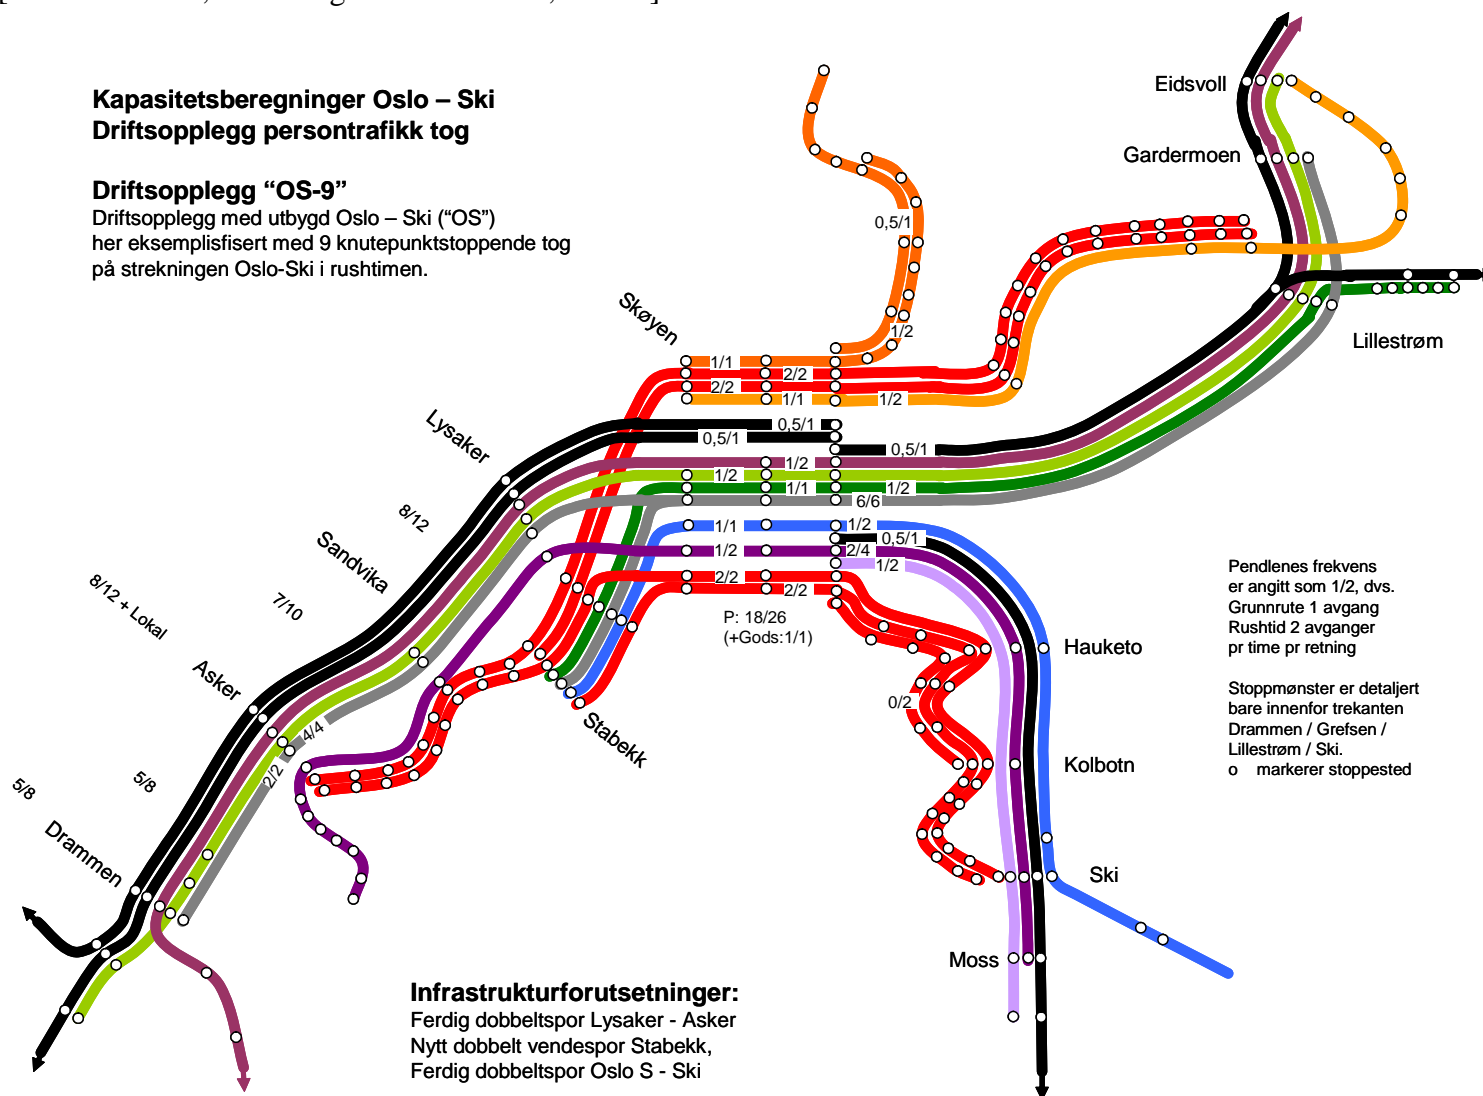 Kapasitetsberegninger Oslo – Ski
Driftsopplegg persontrafikk tog
Driftsopplegg “OS-9”
Driftsopplegg med utbygd Oslo – Ski (“OS”)
her eksemplisfisert med 9 knutepunktstoppende tog
på strekningen Oslo-Ski i rushtimen.
Eidsvoll
Gardermoen
0,5/1
Skøyen
1/2
Lillestrøm
1/1
2/2
2/2
1/1
1/2
Lysaker
0,5/1
0,5/1
0,5/1
1/2
1/2
1/1
1/2
6/6
8/12
1/1
1/2
0,5/1
Sandvika
1/2
2/4
1/2
2/2
2/2
8/12 + Lokal
7/10
P: 18/26
(+Gods:1/1)
Pendlenes frekvens
er angitt som 1/2, dvs.
Grunnrute 1 avgang
Rushtid 2 avganger
pr time pr retning
Hauketo
Asker
0/2
Stabekk
Stoppmønster er detaljert
bare innenfor trekanten
Drammen / Grefsen /
Lillestrøm / Ski.
o markerer stoppested
4/4
2/2
Kolbotn
5/8
5/8
Drammen
Ski
Moss
Infrastrukturforutsetninger:
Ferdig dobbeltspor Lysaker - Asker
Nytt dobbelt vendespor Stabekk,
Ferdig dobbeltspor Oslo S - Ski